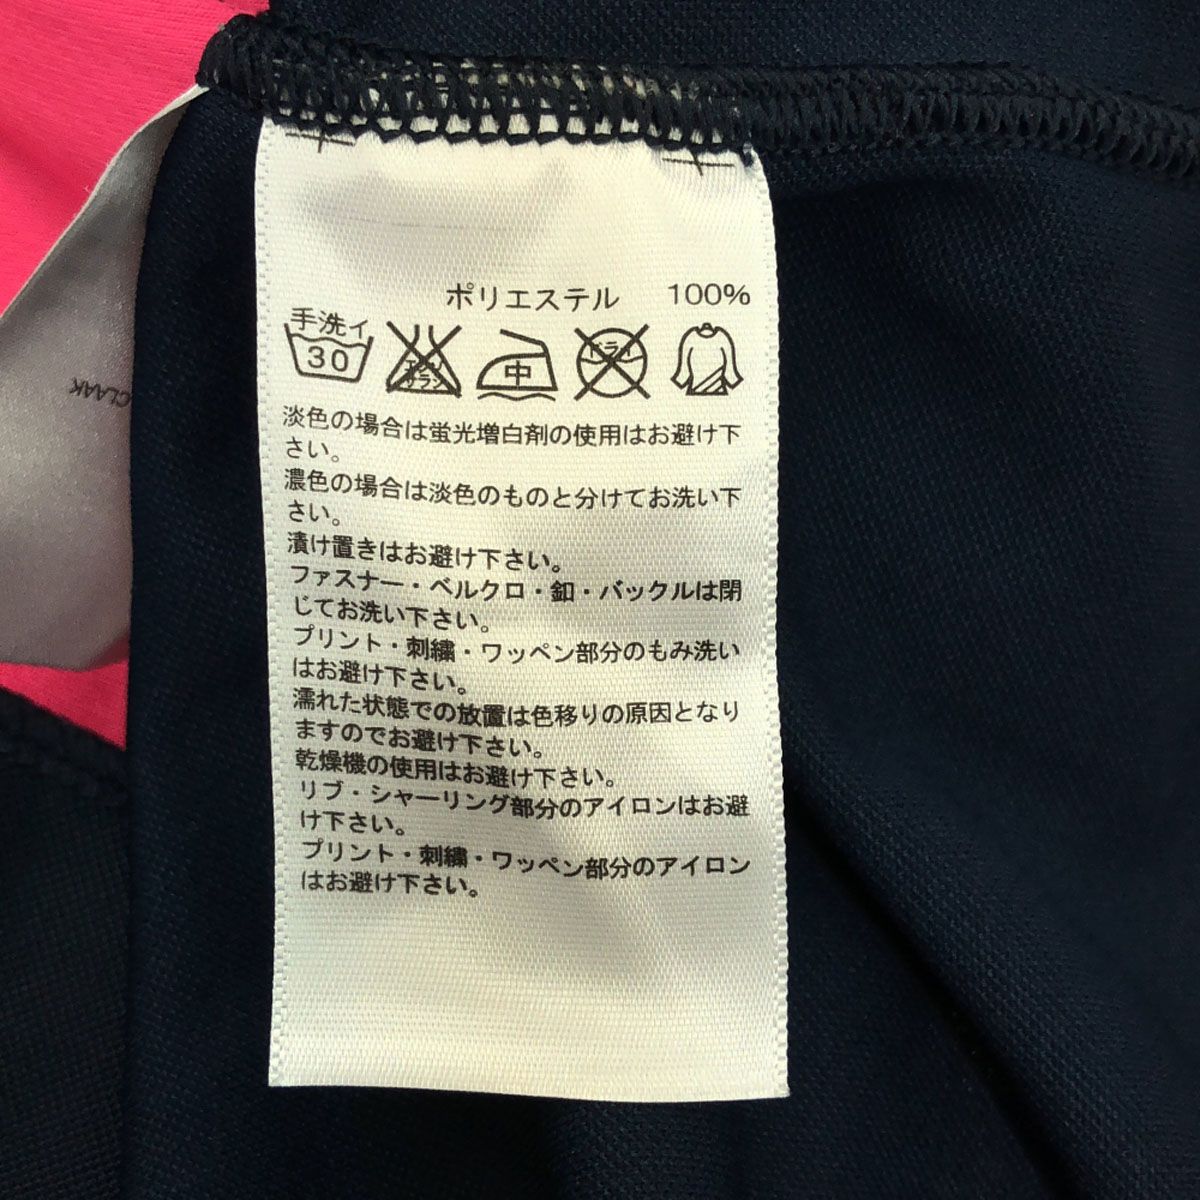 ポリエステル 100%
手洗イ
30
エンソサラシ
中
ドライ
淡色の場合は蛍光増白剤の使用はお避け下
さい。
濃色の場合は淡色のものと分けてお洗い下
さい。
漬け置きはお避け下さい。
ファスナー・ベルクロ・釦・バックルは閉
じてお洗い下さい。
プリント・刺繍・ワッペン部分のもみ洗い
はお避け下さい。
濡れた状態での放置は色移りの原因となり
ますのでお避け下さい。
乾燥機の使用はお避け下さい。
リブ・シャーリング部分のアイロンはお避
け下さい。
プリント・刺繍・ワッペン部分のアイロン
はお避け下さい。
CLAAK